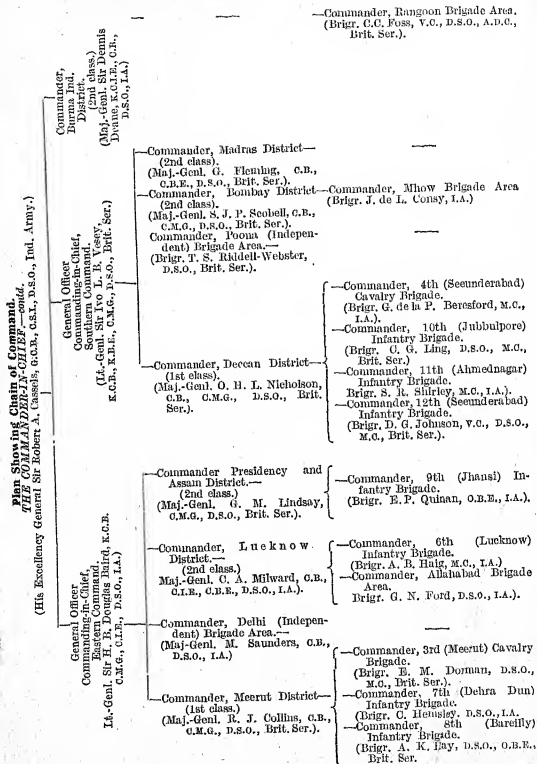 Plan Showing Chain of Command.
THE COMMANDER-IN-CHIEF.—contd.
(His Excellency General Sir Robert A. Cassels, G.C.B., C.S.I., D.S.O., Ind. Army.)
Commander,
Burma Ind.
District.
(2nd class.)
(Maj.-Genl. Sir Dennis
Deane, K.C.I.E., C.B.,
D.S.O., I.A.)
—Commander, Rangoon Brigade Area.
(Brigr. C.C. Foss, V.C., D.S.O., A.D.C.,
Brit. Ser.).
General Officer
Commanding-in-Chief,
Southern Command.
(Lt.-Genl. Sir Ivo L. B. Vesey,
K.C.B., K.B.E., C.M.G., D.S.O., Brit. Ser.)
—Commander, Madras District—
(2nd class).
(Maj.-Genl. G. Fleming, C.B.,
C.B.E., D.S.O., Brit. Ser.).
—Commander, Bombay District—
(2nd class).
(Maj.-Genl. S. J. P. Scobell, C.B.,
C.M.G., D.S.O., Brit. Ser.).
—Commander, Mhow Brigade Area
(Brigr. J. de L. Conry, I.A.)
Commander, Poona (Indepen-
dent) Brigade Area.—
(Brigr. T. S. Riddell-Webster,
D.S.O., Brit. Ser.).
—Commander, Deccan District—
(1st class).
(Maj.-Genl. O. H. L. Nicholson,
C.B., C.M.G., D.S.O., Brit.
Ser.).
—Commander, 4th (Secunderabad)
Cavalry Brigade.
(Brigr. G. de la P. Beresford, M.C.,
I.A.).
—Commander, 10th (Jubbulpore)
Infantry Brigade.
(Brigr. C. G. Ling, D.S.O., M.C.,
Brit. Ser.)
—Commander, 11th (Ahmednagar)
Infantry Brigade.
Brigr. S. R. Shirley, M.C., I.A.).
—Commander, 12th (Secunderabad)
Infantry Brigade.
(Brigr. D. G. Johnson, V.C., D.S.O.,
M.C., Brit. Ser.).
General Officer
Commanding-in-Chief,
Eastern Command.
Lt.-Genl. Sir H. B. Douglas Baird, K.C.B.
C.M.G., C.I.E., D.S.O., I.A.)
—Commander Presidency and
Assam District.—
(2nd class.)
(Maj.-Genl. G. M. Lindsay,
C.M.G., D.S.O., Brit. Ser.).
—Commander, 9th (Jhansi) In-
fantry Brigade.
(Brigr. E. P. Quinan, O.B.E., I.A.).
—Commander, Lucknow
District.—
(2nd class.)
Maj.-Genl. C. A. Milward, C.B.,
C.I.E., C.B.E., D.S.O., I.A.).
—Commander, 6th (Lucknow)
Infantry Brigade.
(Brigr. A. B. Haig, M.C., I.A.)
—Commander, Allahabad Brigade
Area.
Brigr. G. N. Ford, D.S.O., I.A.).
—Commander, Delhi (Indepen-
dent) Brigade Area.—
(Maj-Genl. M. Saunders, C.B.,
D.S.O., I.A.)
—Commander, Meerut District—
(1st class.)
(Maj.-Genl. R. J. Collins, C.B.,
C.M.G., D.S.O., Brit. Ser.).
—Commander, 3rd (Meerut) Cavalry
Brigade.
(Brigr. E. M. Dorman, D.S.O.,
M.C., Brit. Ser.).
—Commander, 7th (Dehra Dun)
Infantry Brigade.
(Brigr. C. Hemsley. D.S.O., I.A.
—Commander, 8th (Bareilly)
Infantry Brigade.
(Brigr. A. K. Hay, D.S.O., O.B.E.,
Brit. Ser.